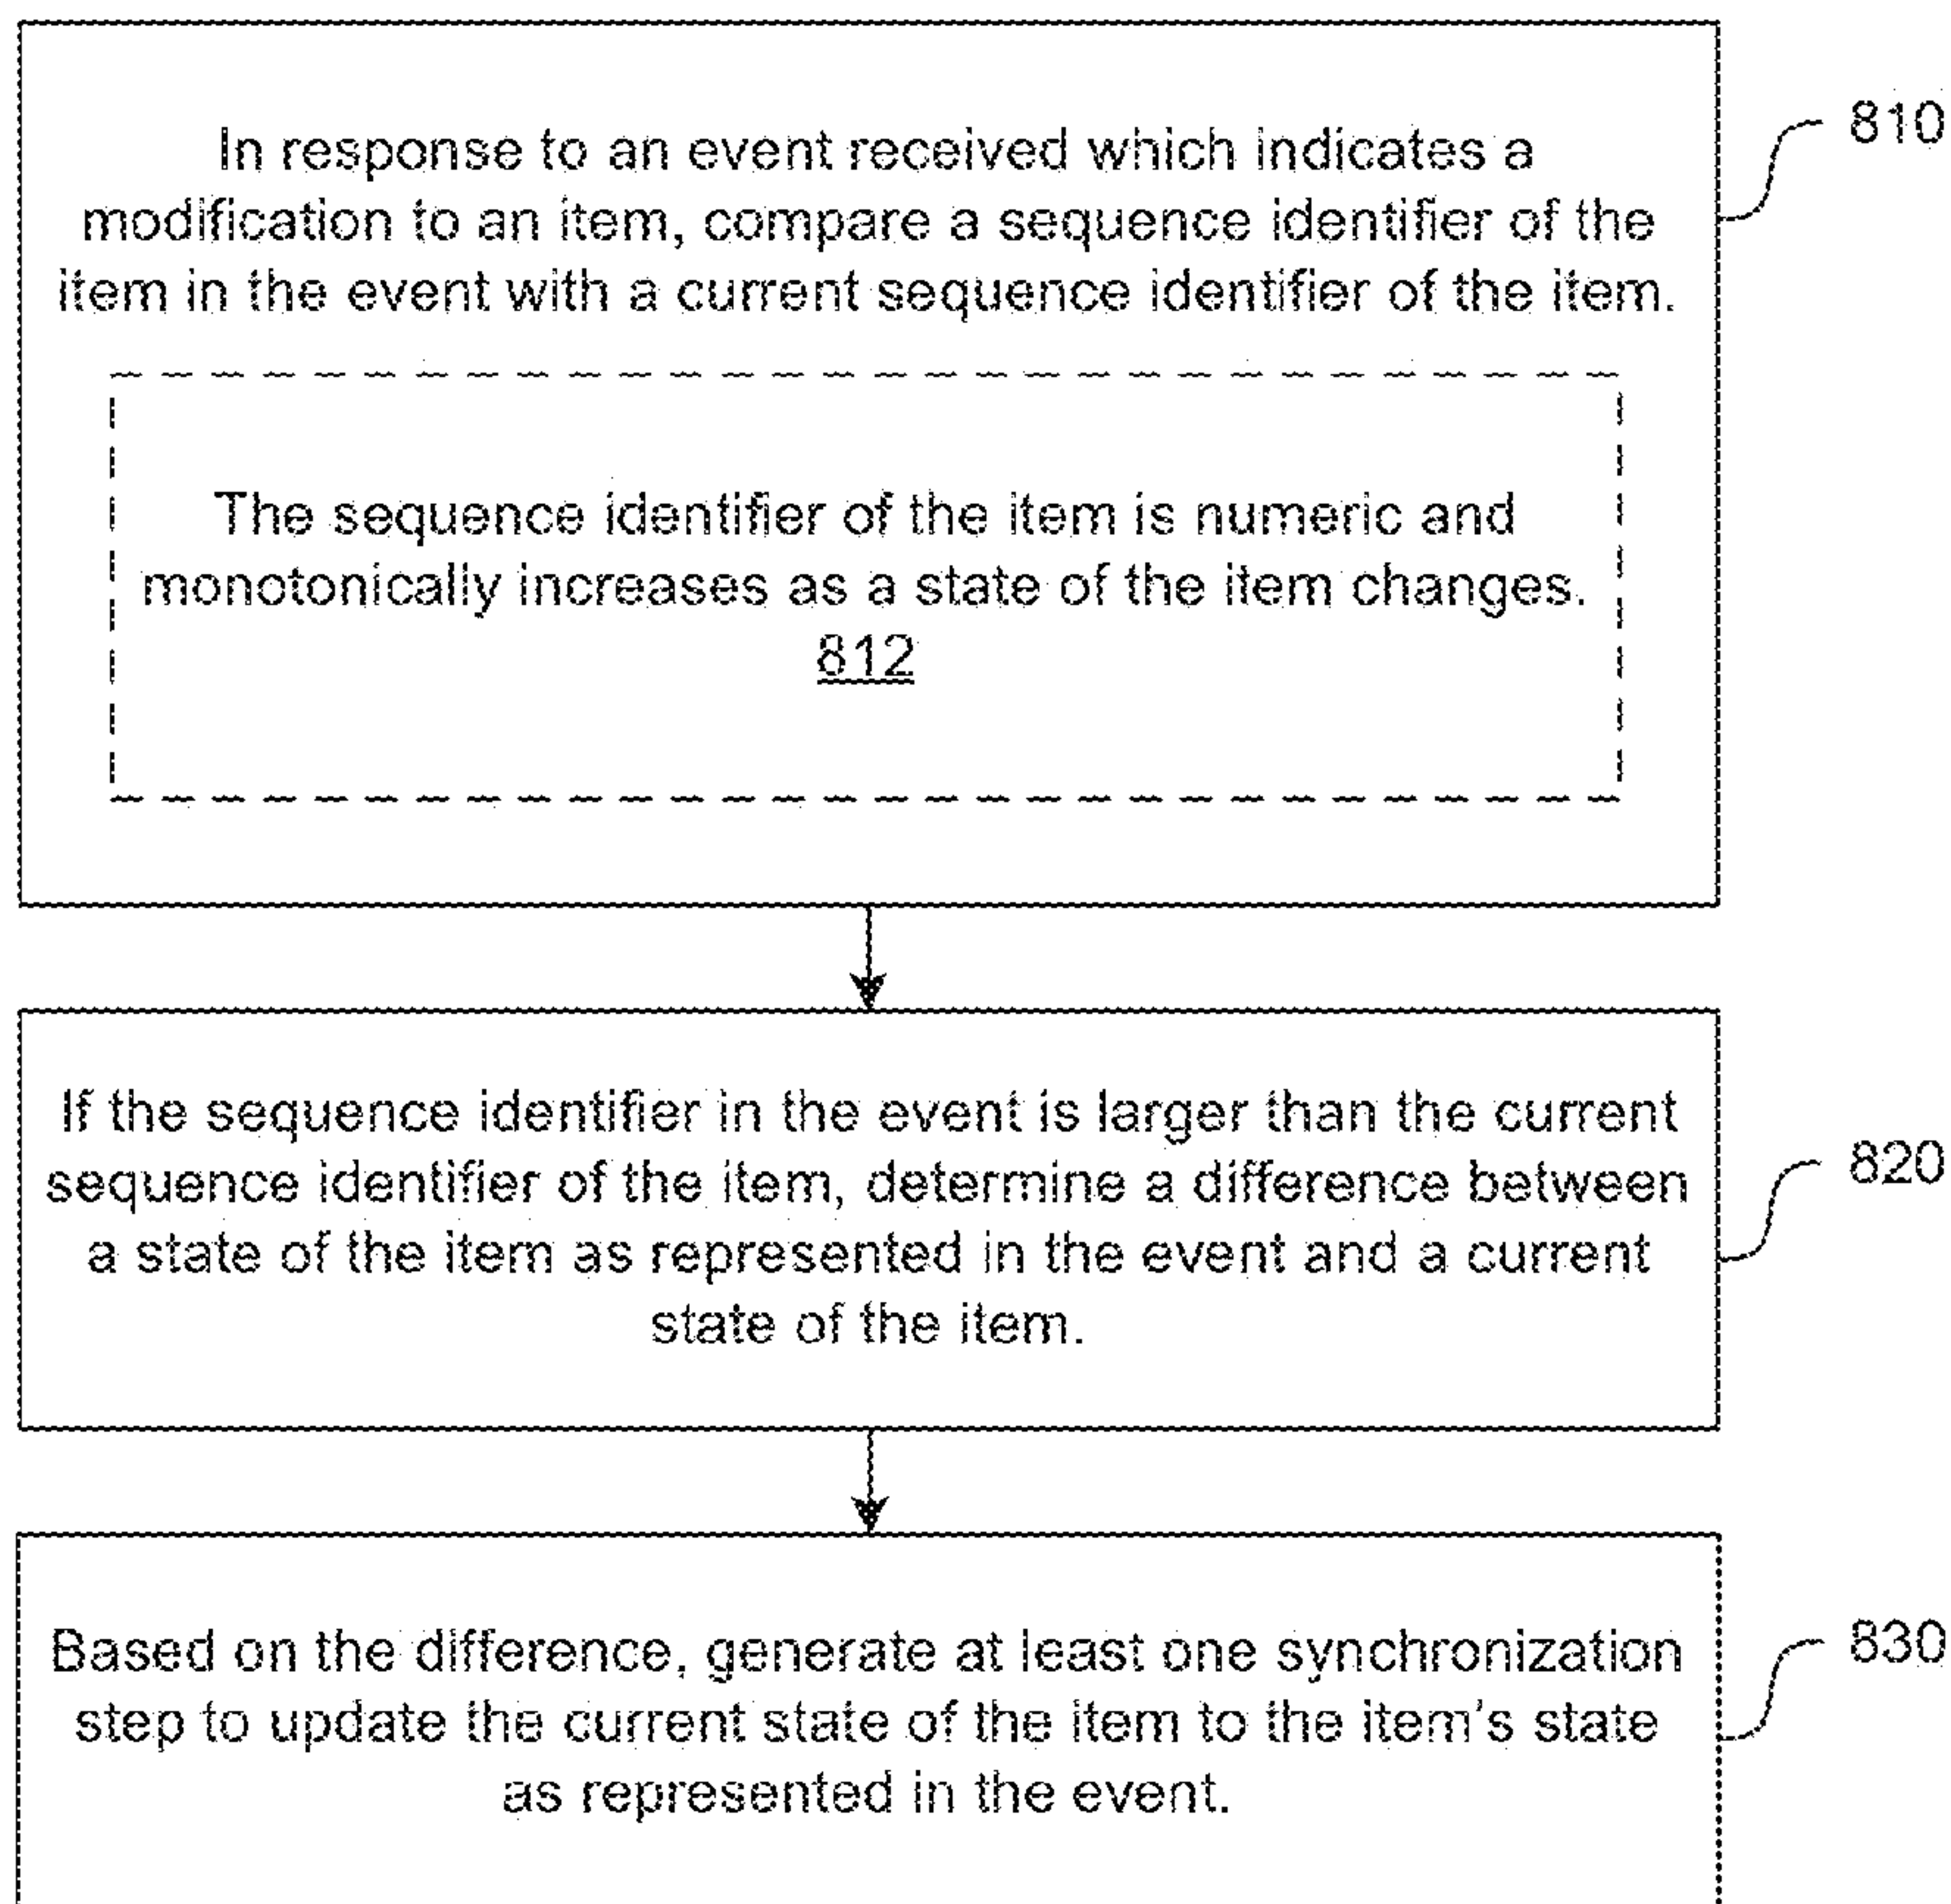 In response to an event received which indicates a
modification to an item, compare a sequence identifier of the
item in the event with a current sequence identifier of the item.
810
The sequence identifier of the item is numeric and
monotonically increases as a state of the item changes.
812
If the sequence identifier in the event is larger than the current
sequence identifier of the item, determine a difference between
a state of the item as represented in the event and a current
state of the item.
820
Based on the difference, generate at least one synchronization
step to update the current state of the item to the item's state
as represented in the event.
830